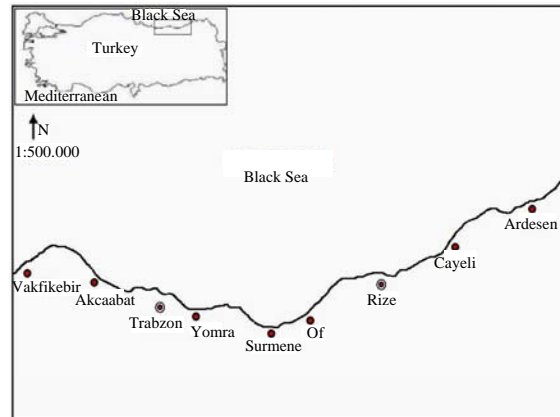 Black Sea
Turkey
Mediterranean
N
1:500.000
Black Sea
Ardesen
Cayeli
Vakfikebir
Akcaabat
Rize
Trabzon
Yomra
Of
Surmene